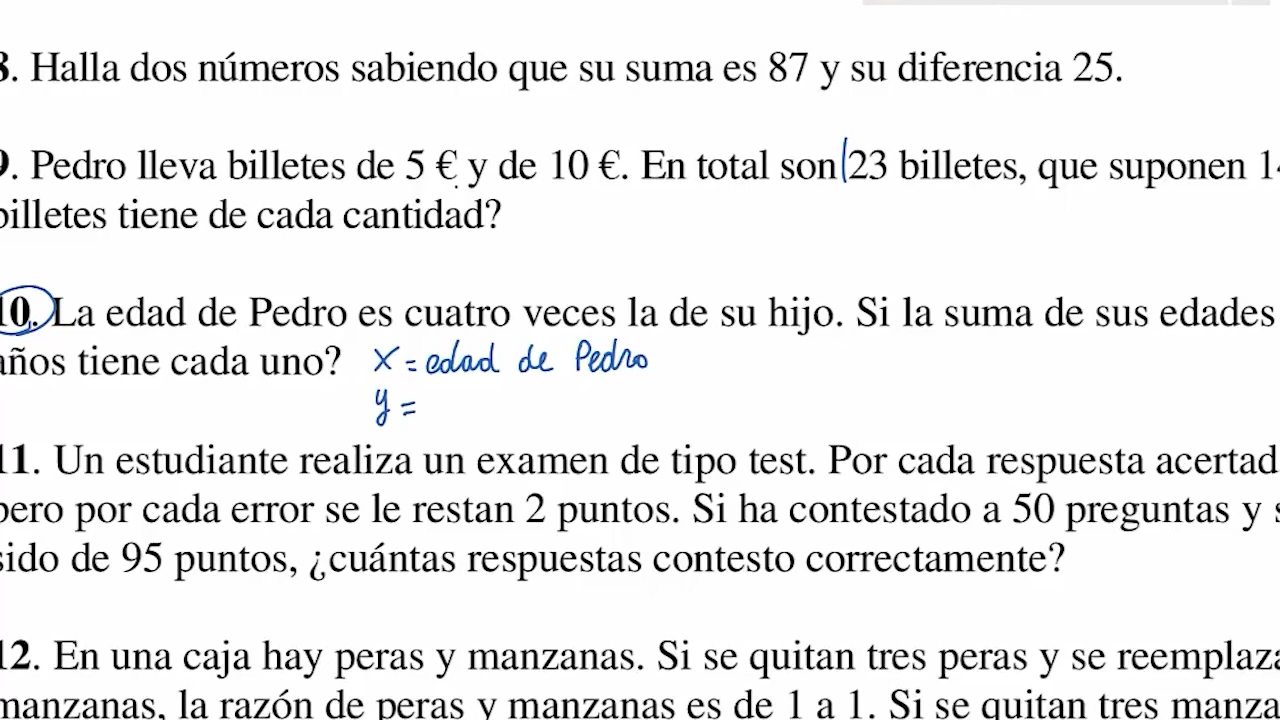 8. Halla dos números sabiendo que su suma es 87 y su diferencia 25.
9. Pedro lleva billetes de 5 € y de 10 €. En total son 23 billetes, que suponen 1
billetes tiene de cada cantidad?
10. La edad de Pedro es cuatro veces la de su hijo. Si la suma de sus edades
años tiene cada uno? x = edad de Pedro
y =
11. Un estudiante realiza un examen de tipo test. Por cada respuesta acertad
pero por cada error se le restan 2 puntos. Si ha contestado a 50 preguntas y s
sido de 95 puntos, ¿cuántas respuestas contesto correctamente?
12. En una caja hay peras y manzanas. Si se quitan tres peras y se reemplaza
manzanas, la razón de peras y manzanas es de 1 a 1. Si se quitan tres manza